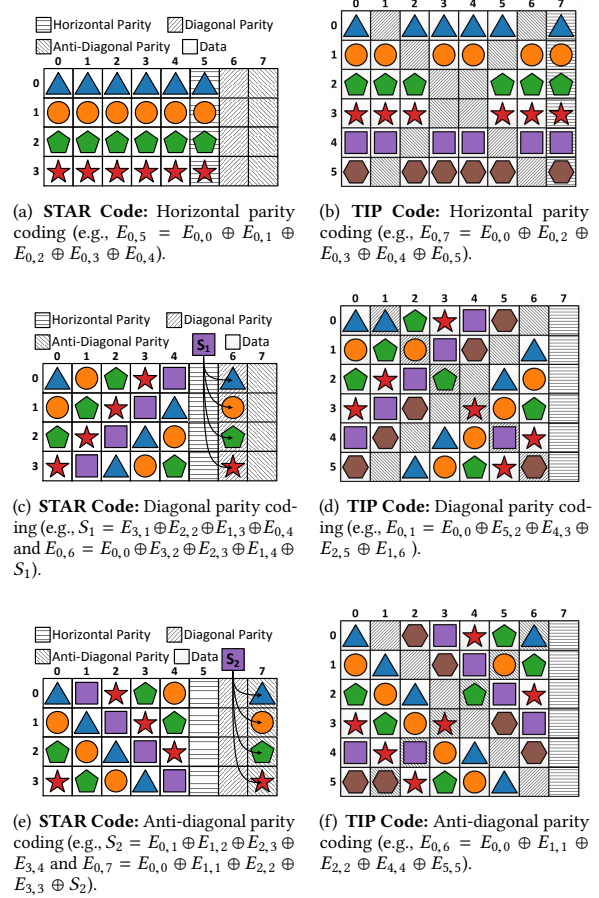 Horizontal Parity Diagonal Parity
Anti-Diagonal Parity Data
0 1 2 3 4 5 6 7
0
1
2
3
(a) STAR Code: Horizontal parity
coding (e.g., E0,5 = E0,0 ⊕ E0,1 ⊕
E0,2 ⊕ E0,3 ⊕ E0,4).
0 1 2 3 4 5 6 7
0
1
2
3
4
5
(b) TIP Code: Horizontal parity
coding (e.g., E0,7 = E0,0 ⊕ E0,2 ⊕
E0,3 ⊕ E0,4 ⊕ E0,5).
Horizontal Parity Diagonal Parity
Anti-Diagonal Parity Data
0 1 2 3 4 5 6 7
S1
0
1
2
3
(c) STAR Code: Diagonal parity cod-
ing (e.g., S1 = E3,1 ⊕ E2,2 ⊕ E1,3 ⊕ E0,4
and E0,6 = E0,0 ⊕ E3,2 ⊕ E2,3 ⊕ E1,4 ⊕
S1).
0 1 2 3 4 5 6 7
0
1
2
3
4
5
(d) TIP Code: Diagonal parity cod-
ing (e.g., E0,1 = E0,0 ⊕ E5,2 ⊕ E4,3 ⊕
E2,5 ⊕ E1,6 ).
Horizontal Parity Diagonal Parity
Anti-Diagonal Parity Data
0 1 2 3 4 5 6 7
S2
0
1
2
3
(e) STAR Code: Anti-diagonal parity
coding (e.g., S2 = E0,1 ⊕ E1,2 ⊕ E2,3 ⊕
E3,4 and E0,7 = E0,0 ⊕ E1,1 ⊕ E2,2 ⊕
E3,3 ⊕ S2).
0 1 2 3 4 5 6 7
0
1
2
3
4
5
(f) TIP Code: Anti-diagonal parity
coding (e.g., E0,6 = E0,0 ⊕ E1,1 ⊕
E2,2 ⊕ E4,4 ⊕ E5,5).